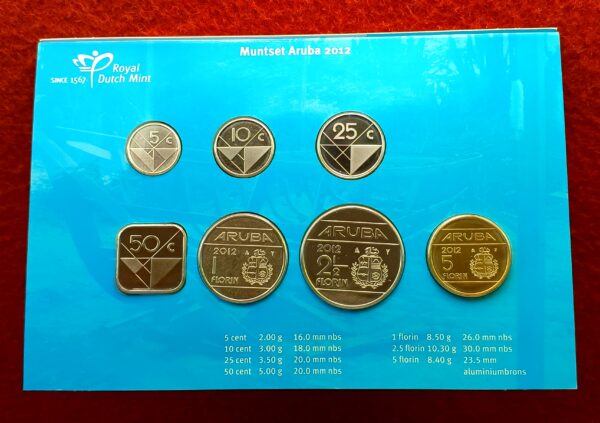 Muntset Aruba 2012
Royal
SINCE 1567 Dutch Mint
5 C
10 C
25 C
50 C
ARUBA
2012
1
FLORIN
ARUBA
2012
2½
FLORIN
ARUBA
2012
5
FLORIN
5 cent 2.00 g 16.0 mm nbs
10 cent 3.00 g 18.0 mm nbs
25 cent 3.50 g 20.0 mm nbs
50 cent 5.00 g 20.0 mm nbs
1 florin 8.50 g 26.0 mm nbs
2.5 florin 10.30 g 30.0 mm nbs
5 florin 8.40 g 23.5 mm
aluminiumbrons